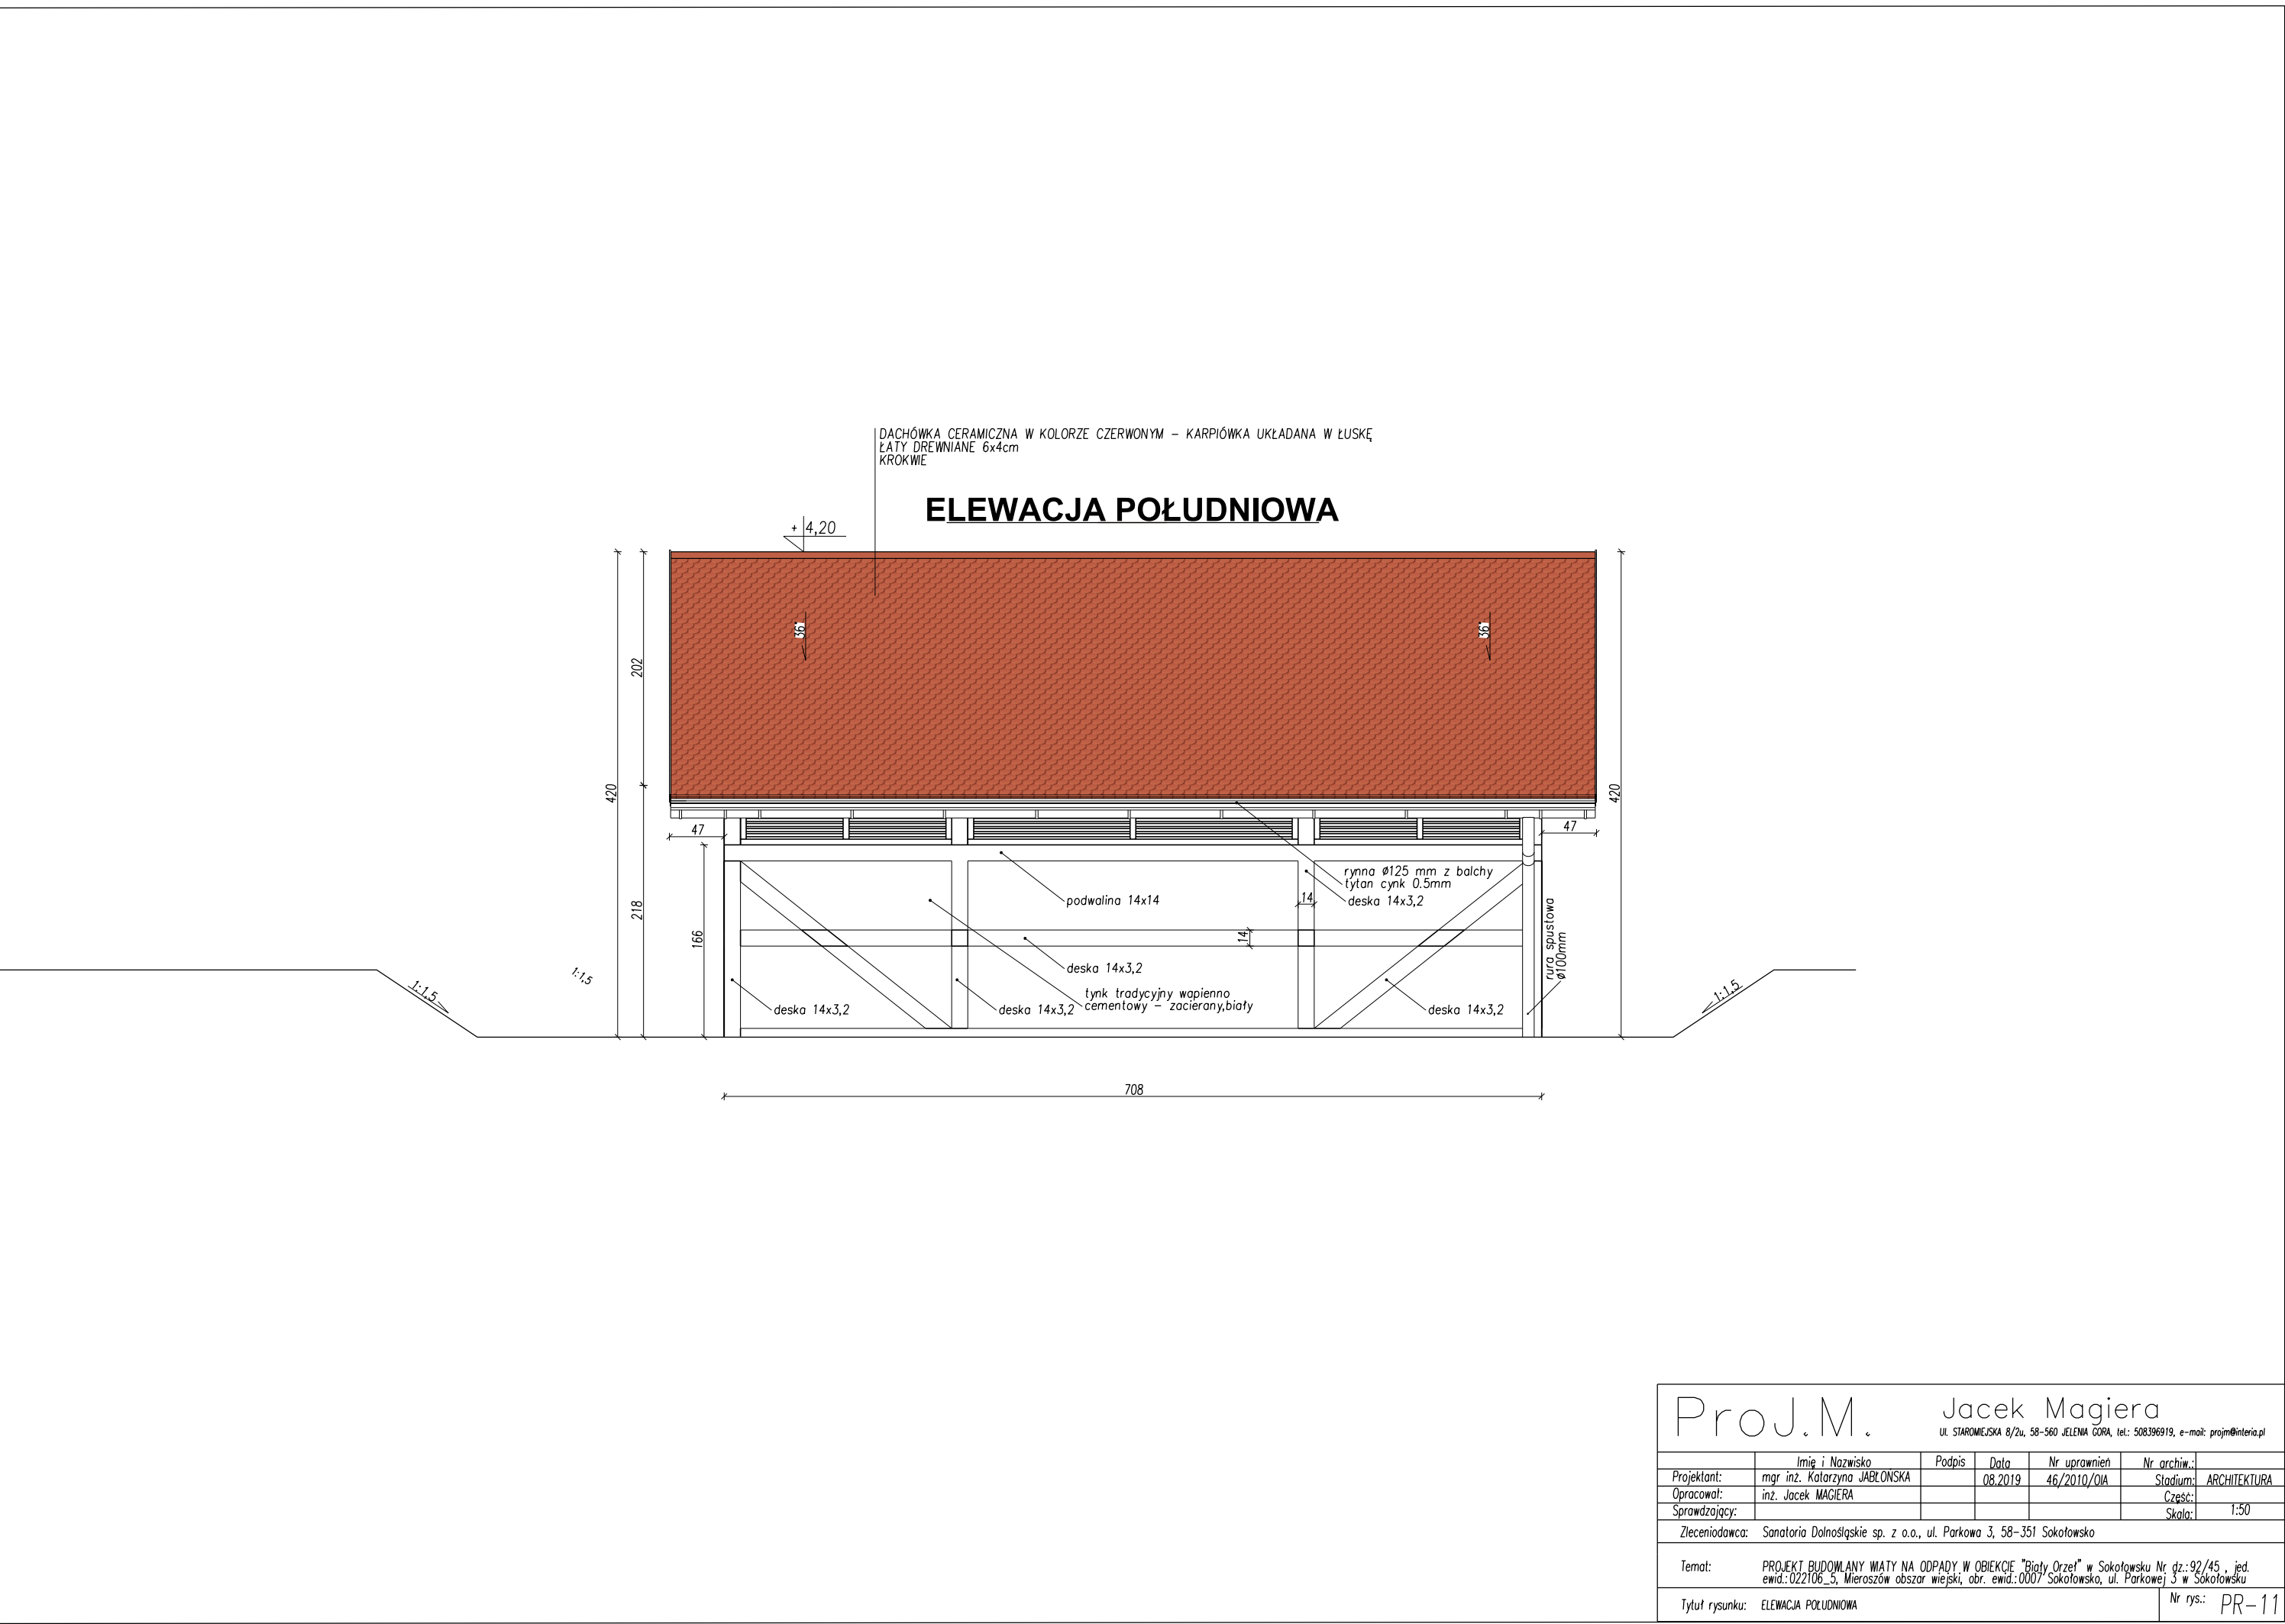 DACHÓWKA CERAMICZNA W KOLORZE CZERWONYM – KARPIÓWKA UKŁADANA W ŁUSKĘ
ŁATY DREWNIANE 6x4cm
KROKWIE
ELEWACJA POŁUDNIOWA
+ 4,20
36°
36°
202
420
420
47
47
rynna Ø125 mm z balchy
tytan cynk 0.5mm
podwalina 14x14
14
deska 14x3,2
218
166
14
rura spustowa
Ø100mm
deska 14x3,2
1:1,5
1:1,5
1:1,5
tynk tradycyjny wapienno
cementowy – zacierany,biały
deska 14x3,2
deska 14x3,2
deska 14x3,2
708
ProJ.M.
Jacek Magiera
Ul. STAROMIEJSKA 8/2u, 58-560 JELENIA GÓRA, tel.: 508396919, e-mail: projm@interia.pl
Imię i Nazwisko Podpis Data Nr uprawnień Nr archiw.:
Projektant: mgr inż. Katarzyna JABŁOŃSKA 08.2019 46/2010/OIA Stadium: ARCHITEKTURA
Opracował: inż. Jacek MAGIERA Część:
Sprawdzający: Skala: 1:50
Zleceniodawca: Sanatoria Dolnośląskie sp. z o.o., ul. Parkowa 3, 58-351 Sokołowsko
Temat: PROJEKT BUDOWLANY WIATY NA ODPADY W OBIEKCIE "Biały Orzeł" w Sokołowsku Nr dz.:92/45 , jed.
ewid.:022106_5, Mieroszów obszar wiejski, obr. ewid.:0007 Sokołowsko, ul. Parkowej 3 w Sokołowsku
Tytuł rysunku: ELEWACJA POŁUDNIOWA Nr rys.: PR-11